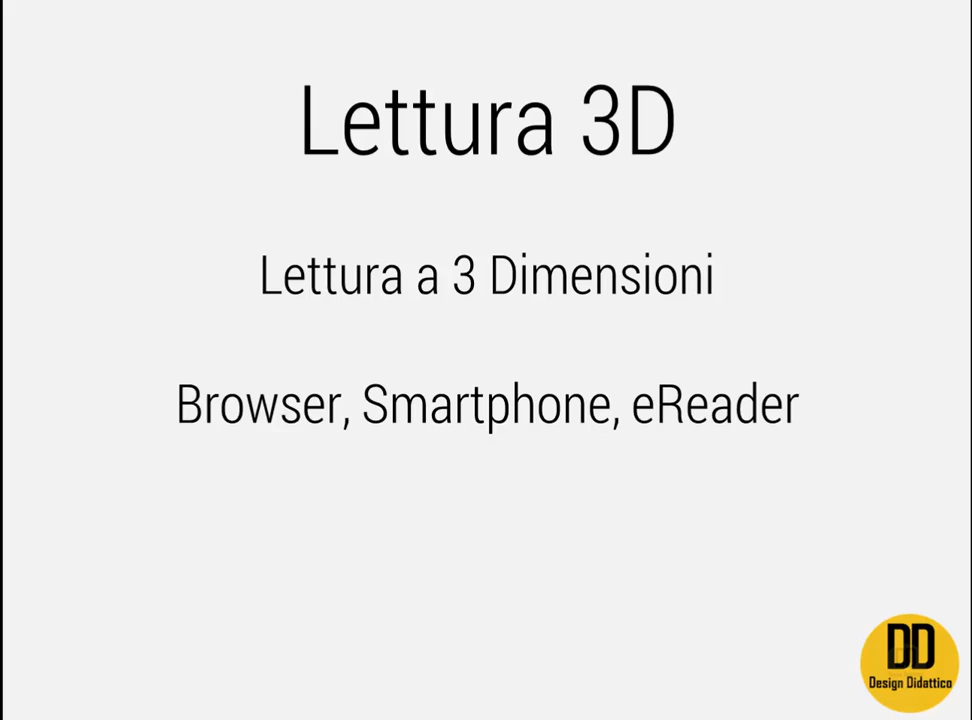 Lettura 3D
Lettura a 3 Dimensioni
Browser, Smartphone, eReader
DD
Design Didattico